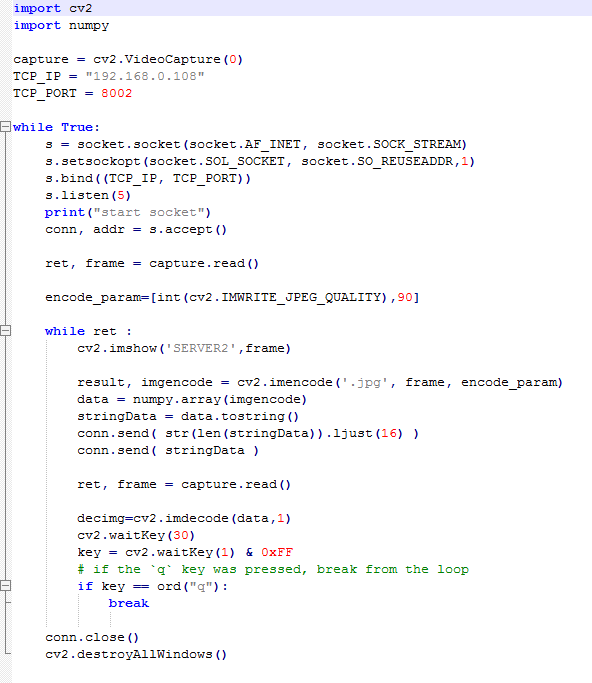 import cv2
import numpy
capture = cv2.VideoCapture(0)
TCP_IP = "192.168.0.108"
TCP_PORT = 8002
while True:
    s = socket.socket(socket.AF_INET, socket.SOCK_STREAM)
    s.setsockopt(socket.SOL_SOCKET, socket.SO_REUSEADDR,1)
    s.bind((TCP_IP, TCP_PORT))
    s.listen(5)
    print("start socket")
    conn, addr = s.accept()
    ret, frame = capture.read()
    encode_param=[int(cv2.IMWRITE_JPEG_QUALITY),90]
    while ret :
        cv2.imshow('SERVER2',frame)
        result, imgencode = cv2.imencode('.jpg', frame, encode_param)
        data = numpy.array(imgencode)
        stringData = data.tostring()
        conn.send( str(len(stringData)).ljust(16) )
        conn.send( stringData )
        ret, frame = capture.read()
        decimg=cv2.imdecode(data,1)
        cv2.waitKey(30)
        key = cv2.waitKey(1) & 0xFF
        # if the `q` key was pressed, break from the loop
        if key == ord("q"):
            break
    conn.close()
    cv2.destroyAllWindows()